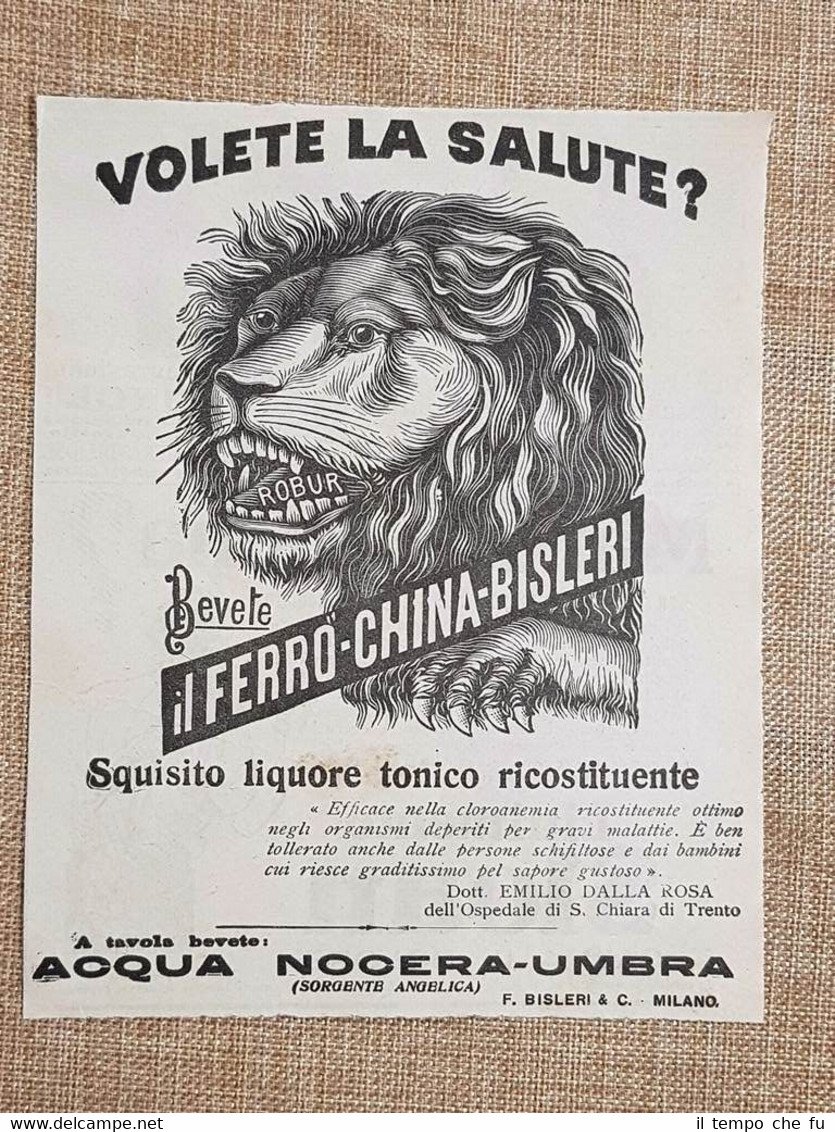 VOLETE LA SALUTE?
ROBUR
Bevete
il FERRO-CHINA-BISLERI
Squisito liquore tonico ricostituente
« Efficace nella cloroanemia ricostituente ottimo
negli organismi deperiti per gravi malattie. È ben
tollerato anche dalle persone schifiltose e dai bambini
cui riesce graditissimo pel sapore gustoso ».
Dott. EMILIO DALLA ROSA
dell'Ospedale di S. Chiara di Trento
A tavola bevete:
ACQUA NOCERA-UMBRA
(SORGENTE ANGELICA)
F. BISLERI & C. - MILANO.
il tempo che fu